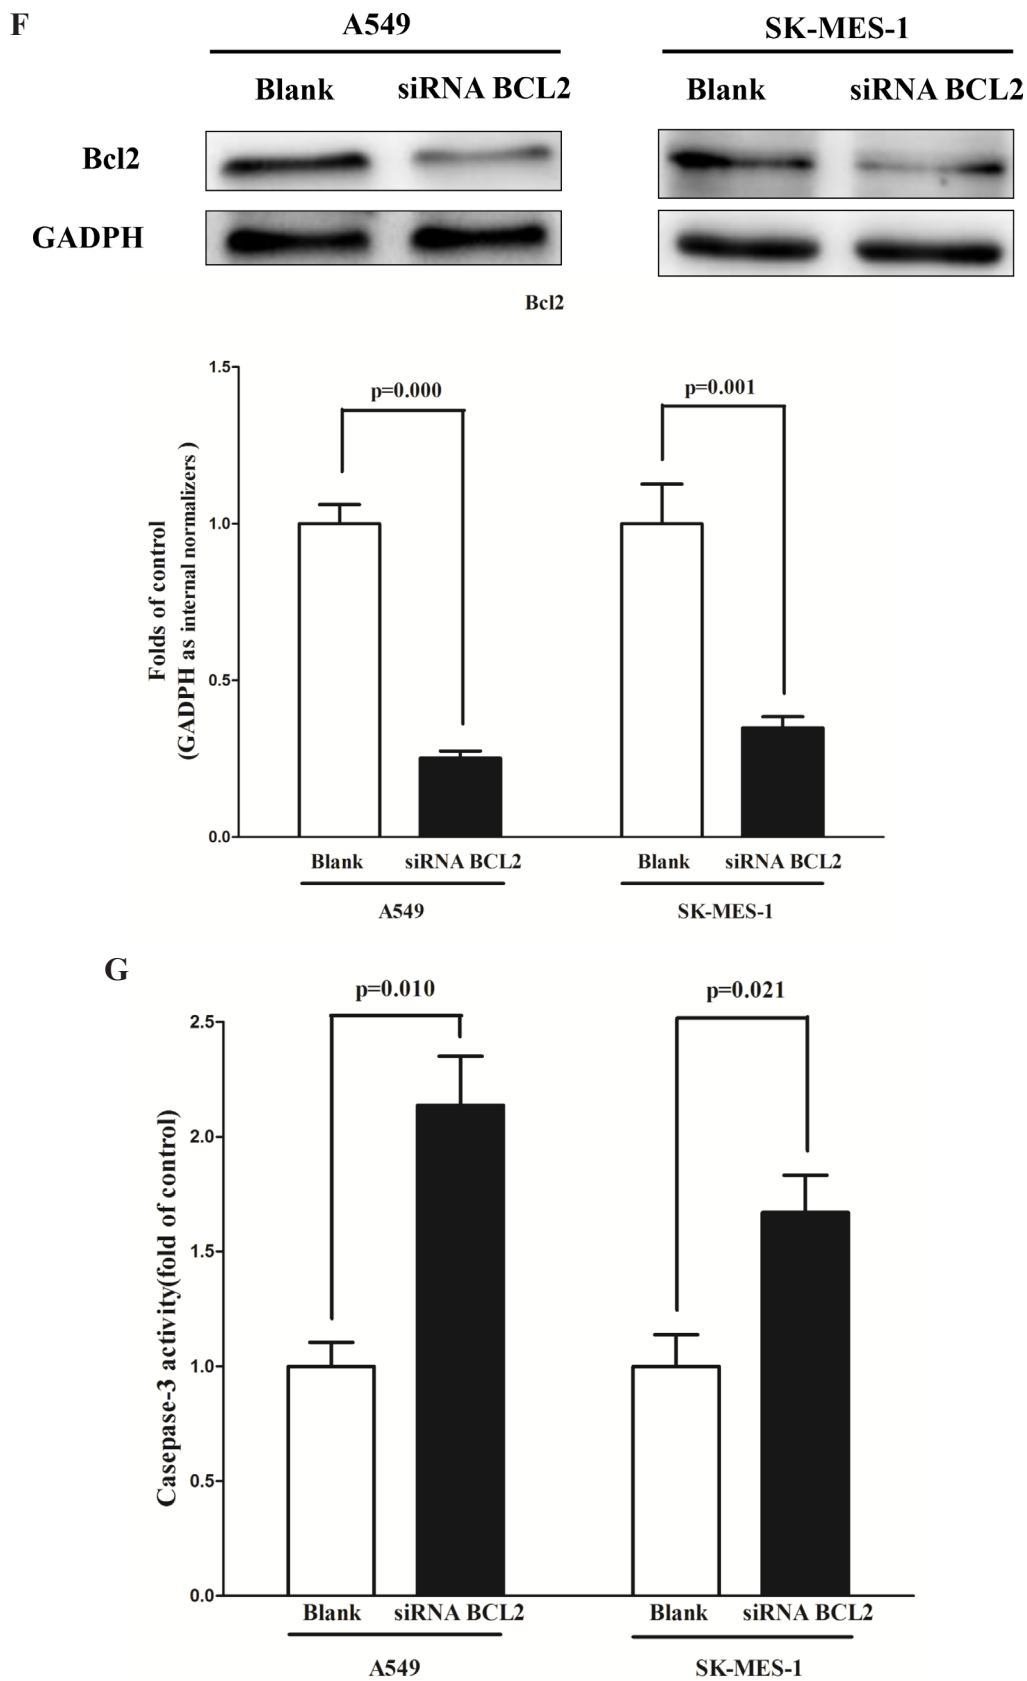 F
A549 SK-MES-1
Blank siRNA BCL2 Blank siRNA BCL2
Bcl2
GADPH
Bcl2
1.5
1.0
0.5
0.0
Folds of control
(GADPH as internal normalizers )
p=0.000 p=0.001
Blank siRNA BCL2 Blank siRNA BCL2
A549 SK-MES-1
G
2.5
2.0
1.5
1.0
0.5
0.0
Casepase-3 activity(fold of control)
p=0.010 p=0.021
Blank siRNA BCL2 Blank siRNA BCL2
A549 SK-MES-1